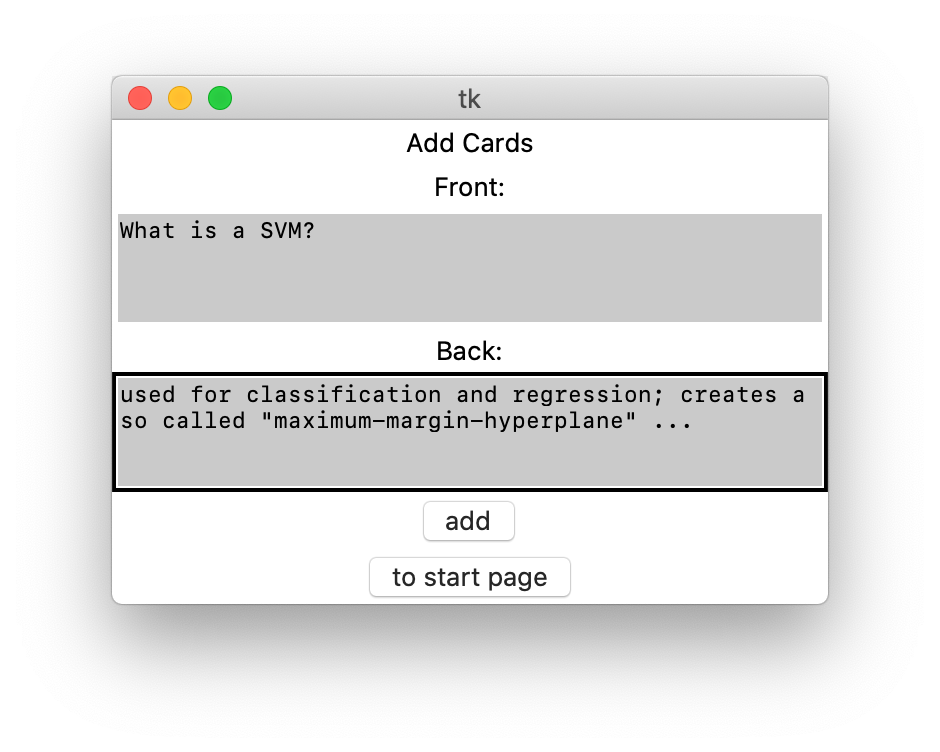 tk
Add Cards
Front:
What is a SVM?
Back:
used for classification and regression; creates a
so called "maximum-margin-hyperplane" ...
add
to start page